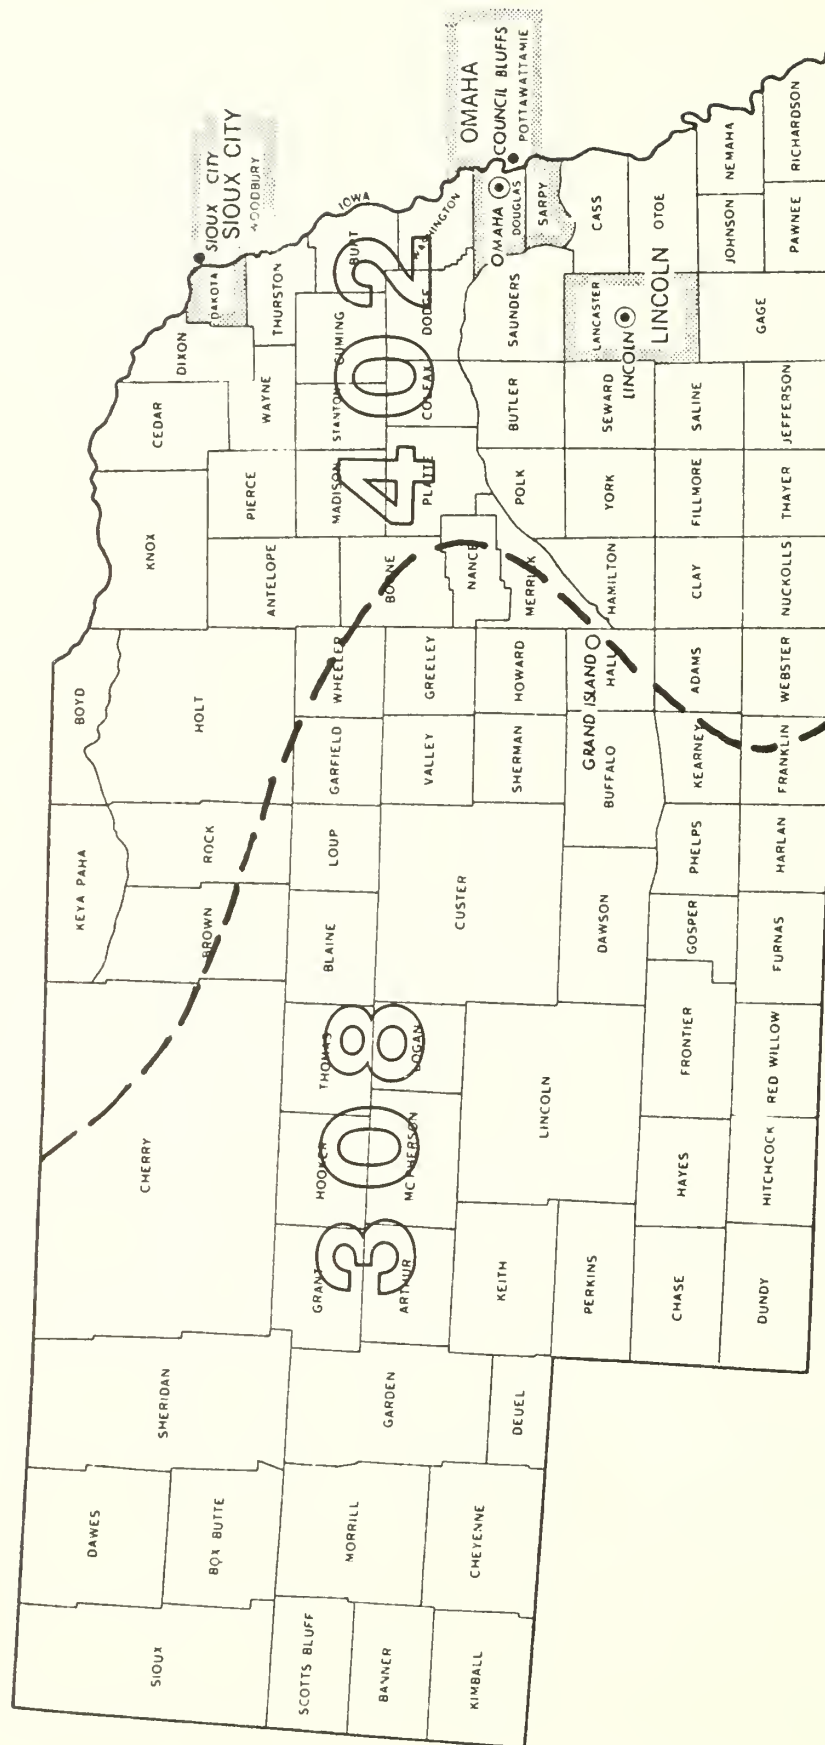 SIOUX
DAWES
BOX BUTTE
SHERIDAN
SCOTTS BLUFF
BANNER
KIMBALL
MORRILL
CHEYENNE
GARDEN
DEUEL
CHERRY
GRANT
HOOKER
THOMAS
ARTHUR
MC PHERSON
LOGAN
308
KEITH
LINCOLN
PERKINS
CHASE
HAYES
FRONTIER
DUNDY
HITCHCOCK
RED WILLOW
KEYA PAHA
BROWN
ROCK
BLAINE
LOUP
CUSTER
DAWSON
GOSPER
PHELPS
FURNAS
HARLAN
BOYD
HOLT
GARFIELD
WHEELER
VALLEY
GREELEY
SHERMAN
HOWARD
BUFFALO
GRAND ISLAND
HALL
KEARNEY
ADAMS
FRANKLIN
WEBSTER
KNOX
ANTELOPE
PIERCE
BOONE
MADISON
NANCE
PLATTE
MERRICK
POLK
HAMILTON
YORK
CLAY
FILLMORE
NUCKOLLS
THAYER
402
CEDAR
DIXON
WAYNE
DAKOTA
THURSTON
STANTON
CUMING
BURT
COLFAX
DODGE
WASHINGTON
BUTLER
SAUNDERS
SEWARD
LANCASTER
LINCOLN
LINCOLN
SALINE
JEFFERSON
GAGE
SIOUX CITY
SIOUX CITY
WOODBURY
IOWA
OMAHA
COUNCIL BLUFFS
POTTAWATTAMIE
OMAHA
DOUGLAS
SARPY
CASS
OTOE
JOHNSON
NEMAHA
PAWNEE
RICHARDSON